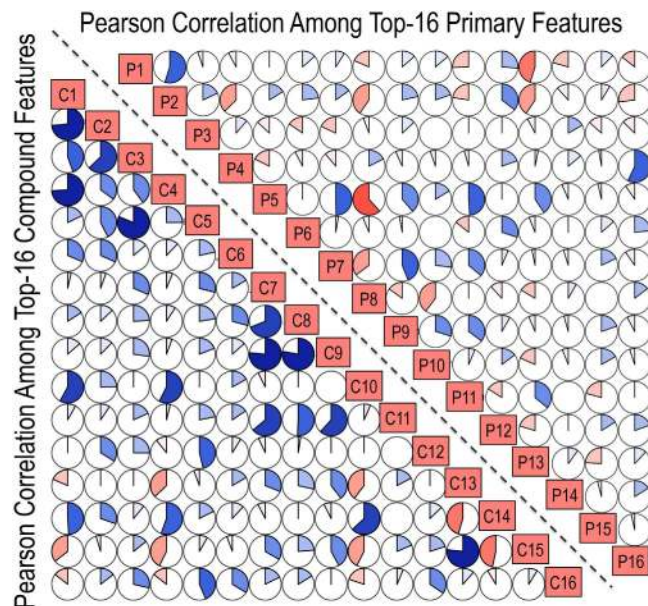 Pearson Correlation Among Top-16 Primary Features
Pearson Correlation Among Top-16 Compound Features
P1
C1
P2
C2
P3
C3
P4
C4
P5
C5
P6
C6
P7
C7
P8
C8
P9
C9
P10
C10
P11
C11
P12
C12
P13
C13
P14
C14
P15
C15
P16
C16